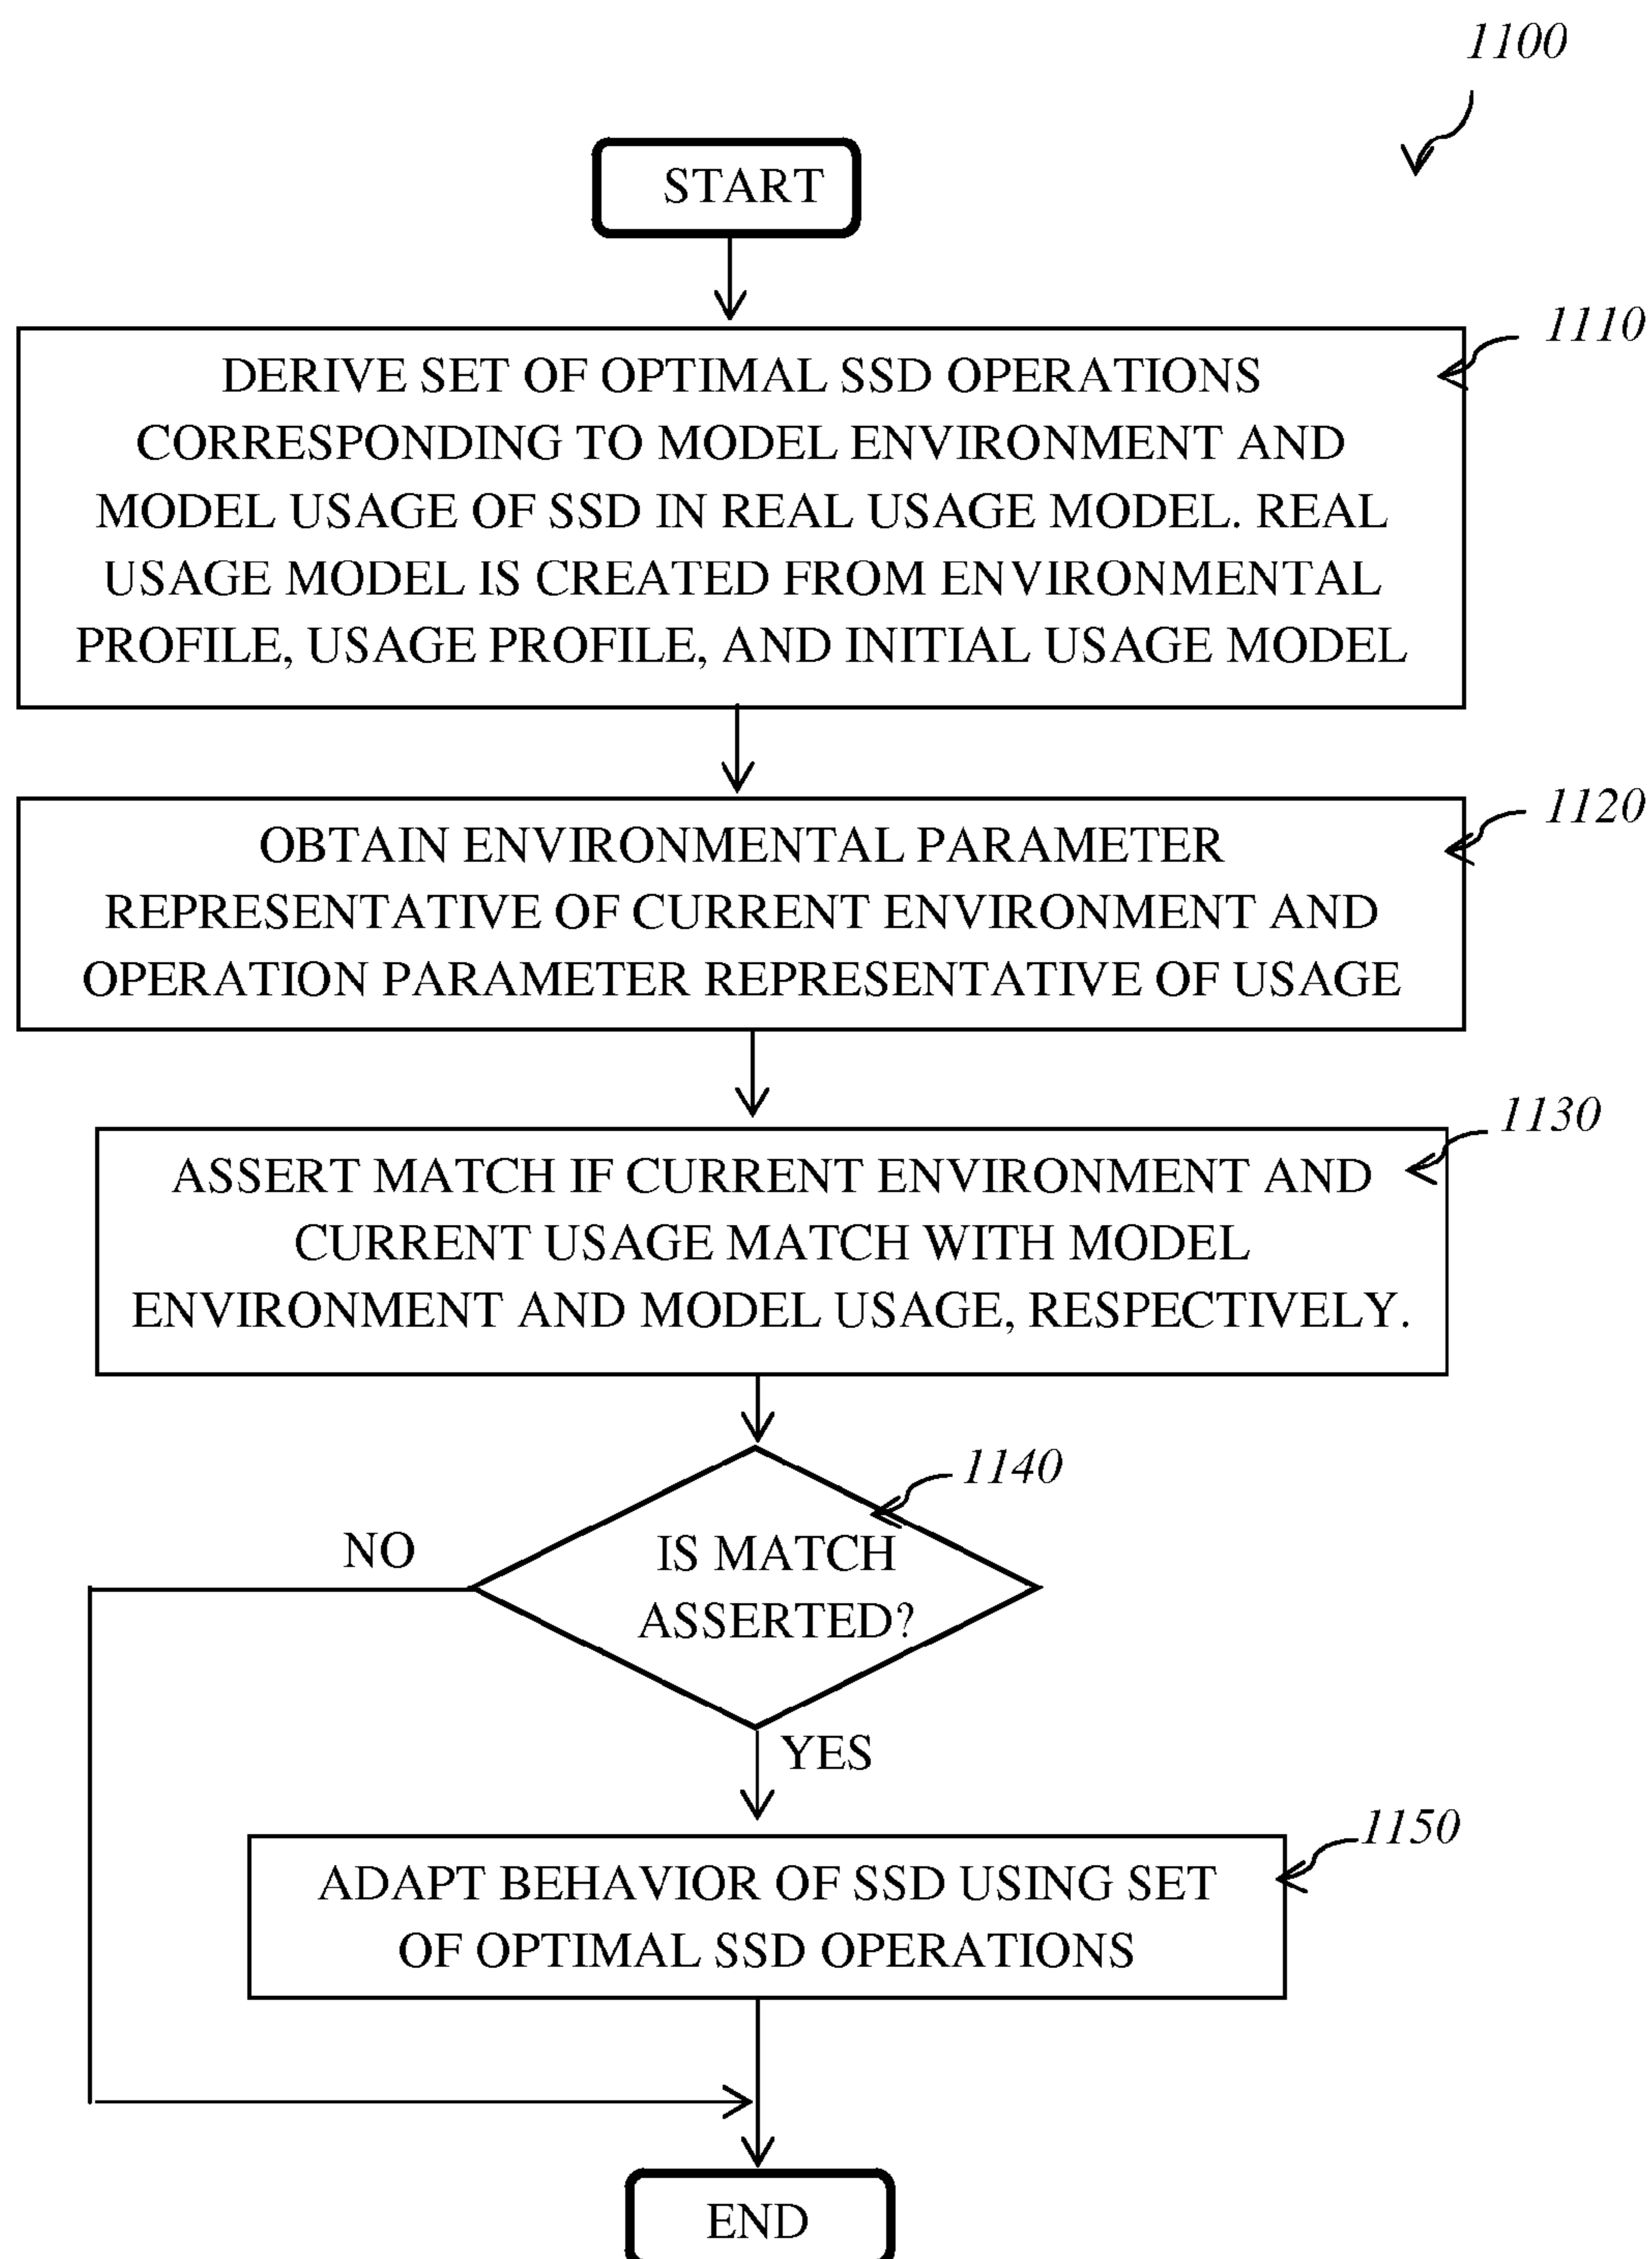 1100
START
1110
DERIVE SET OF OPTIMAL SSD OPERATIONS
CORRESPONDING TO MODEL ENVIRONMENT AND
MODEL USAGE OF SSD IN REAL USAGE MODEL. REAL
USAGE MODEL IS CREATED FROM ENVIRONMENTAL
PROFILE, USAGE PROFILE, AND INITIAL USAGE MODEL
1120
OBTAIN ENVIRONMENTAL PARAMETER
REPRESENTATIVE OF CURRENT ENVIRONMENT AND
OPERATION PARAMETER REPRESENTATIVE OF USAGE
1130
ASSERT MATCH IF CURRENT ENVIRONMENT AND
CURRENT USAGE MATCH WITH MODEL
ENVIRONMENT AND MODEL USAGE, RESPECTIVELY.
1140
NO
IS MATCH
ASSERTED?
YES
1150
ADAPT BEHAVIOR OF SSD USING SET
OF OPTIMAL SSD OPERATIONS
END